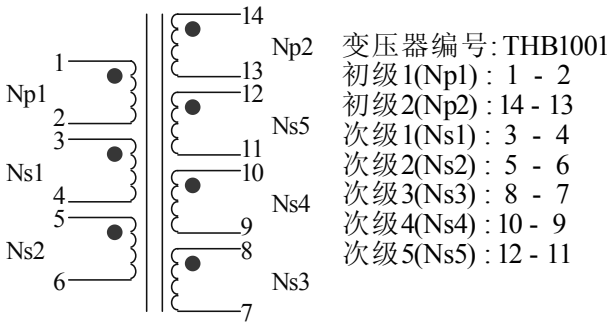 1
Np1
2
3
Ns1
4
5
Ns2
6
14
Np2
13
12
Ns5
11
10
Ns4
9
8
Ns3
7
变压器编号:THB1001
初级1(Np1) : 1 - 2
初级2(Np2) : 14 - 13
次级1(Ns1) : 3 - 4
次级2(Ns2) : 5 - 6
次级3(Ns3) : 8 - 7
次级4(Ns4) : 10 - 9
次级5(Ns5) : 12 - 11